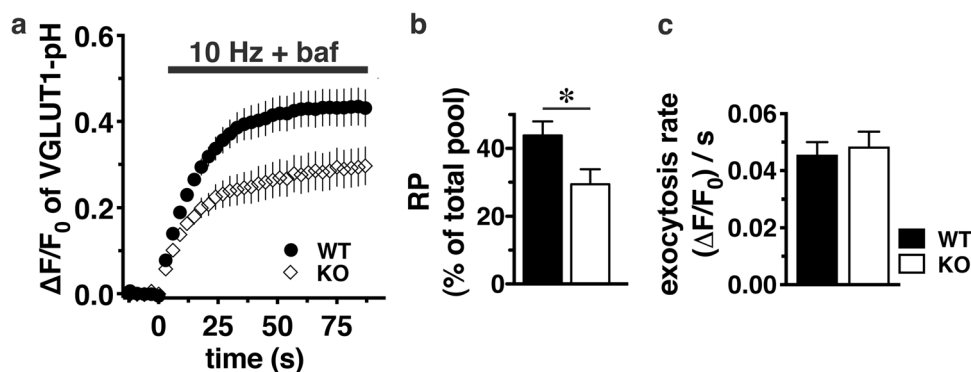 a
ΔF/F0 of VGLUT1-pH
0.6
0.4
0.2
0.0
10 Hz + baf
WT
KO
0
25
50
75
time (s)
b
RP
(% of total pool)
40
20
0
*
c
exocytosis rate
(ΔF/F0) / s
0.06
0.04
0.02
0.00
WT
KO